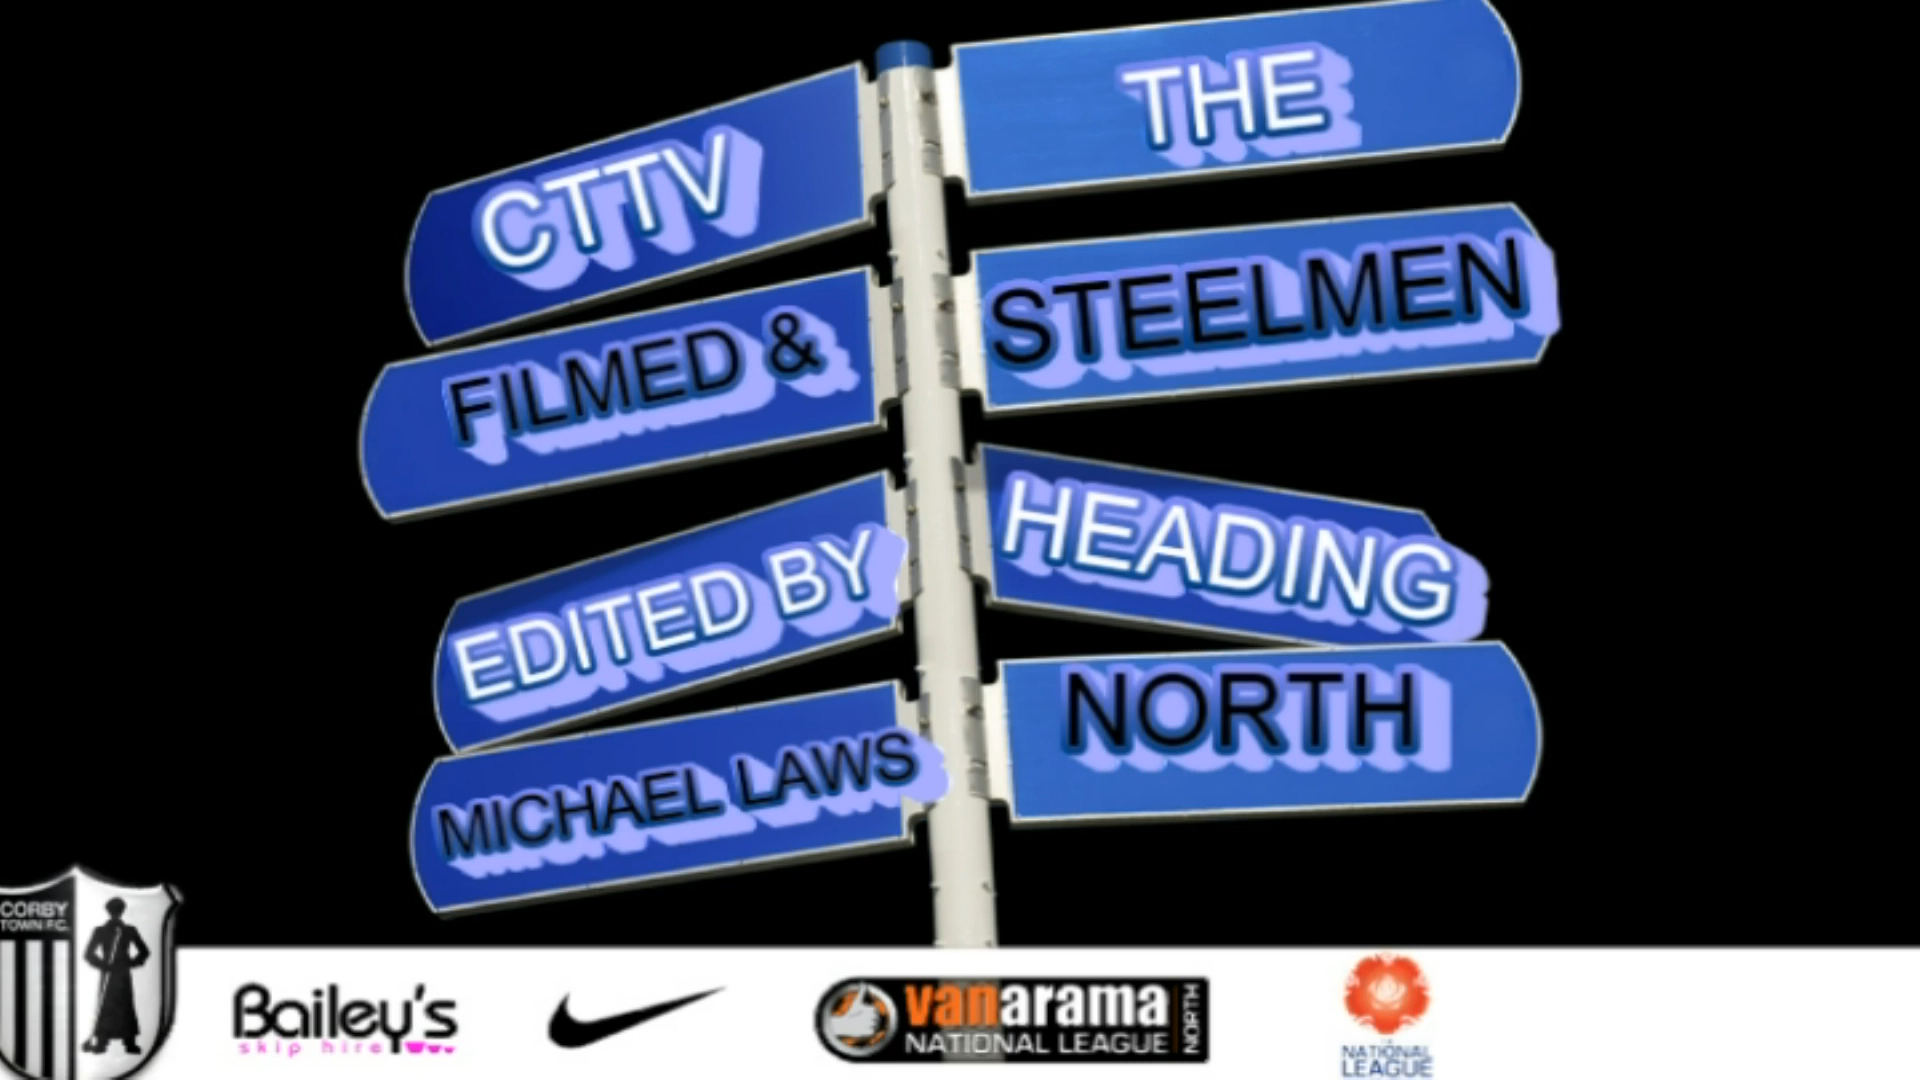 CTTV
FILMED &
EDITED BY
MICHAEL LAWS
THE
STEELMEN
HEADING
NORTH
CORBY
TOWN F.C.
Bailey's
skip hire
vanarama
NATIONAL LEAGUE
NORTH
NATIONAL
LEAGUE